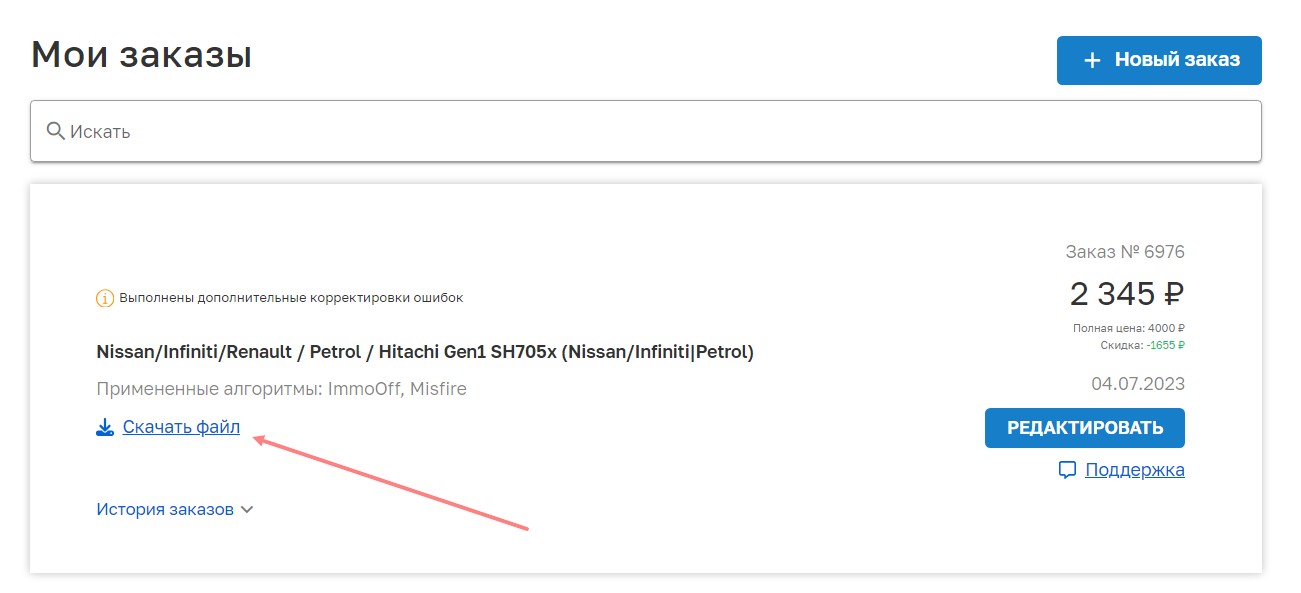 Мои заказы
+ Новый заказ
Искать
Заказ № 6976
2 345 ₽
Выполнены дополнительные корректировки ошибок
Полная цена: 4000 ₽
Скидка: -1655 ₽
Nissan/Infiniti/Renault / Petrol / Hitachi Gen1 SH705x (Nissan/Infiniti|Petrol)
Примененные алгоритмы: ImmoOff, Misfire
04.07.2023
Скачать файл
РЕДАКТИРОВАТЬ
Поддержка
История заказов